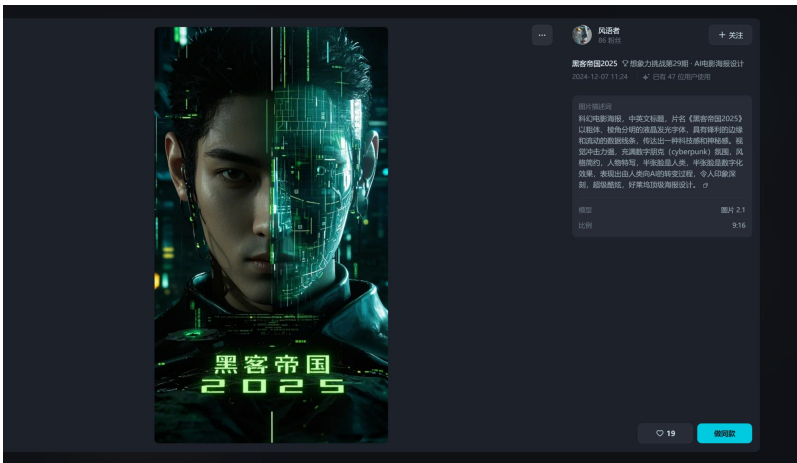 黑客帝国
2025
···
风语者
86 粉丝
+ 关注
黑客帝国2025 想象力挑战第29期 · AI电影海报设计
2024-12-07 11:24 | 已有 47 位用户使用
图片描述词
科幻电影海报，中英文标题，片名《黑客帝国2025》
以粗体、棱角分明的液晶发光字体，具有锋利的边缘
和流动的数据线条，传达出一种科技感和神秘感。视
觉冲击力强，充满数字朋克（cyberpunk）氛围，风
格简约，人物特写，半张脸是人类，半张脸是数字化
效果，表现出由人类向AI的转变过程，令人印象深
刻，超级酷炫，好莱坞顶级海报设计。
模型 图片 2.1
比例 9:16
19
做同款